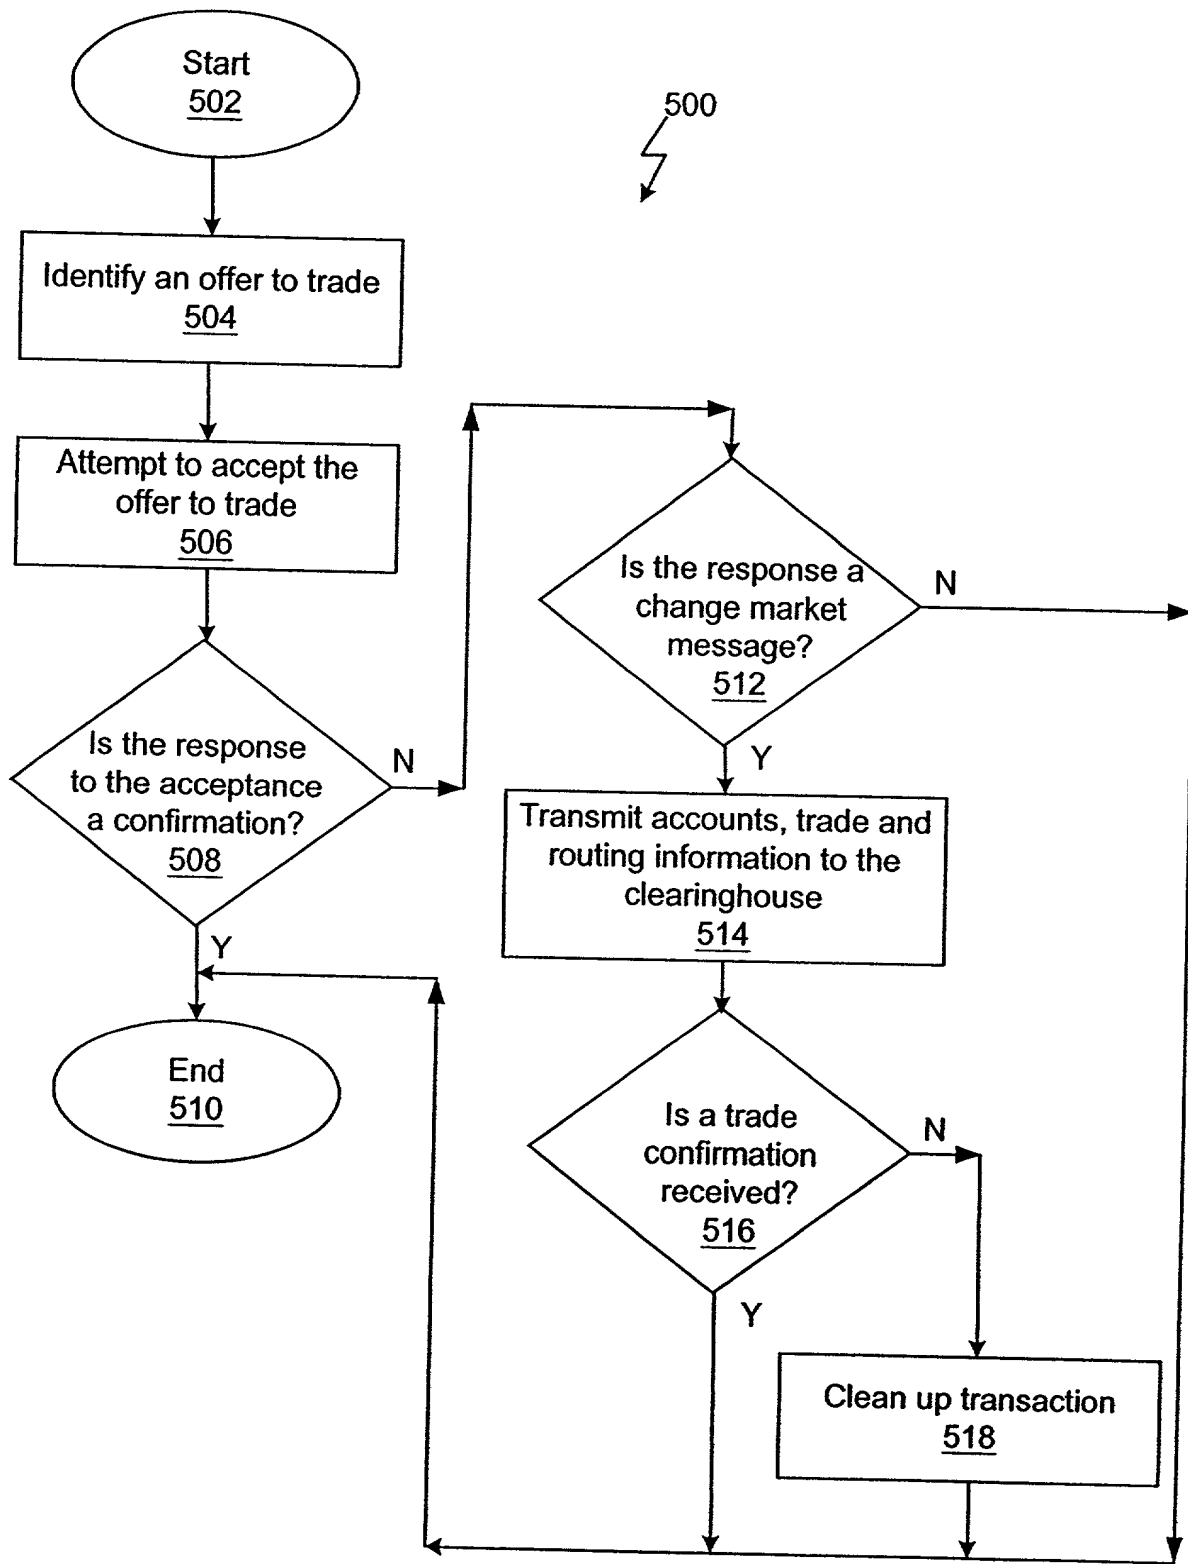 Start
502
500
Identify an offer to trade
504
Attempt to accept the
offer to trade
506
Is the response
to the acceptance
a confirmation?
508
N
Y
End
510
Is the response a
change market
message?
512
N
Y
Transmit accounts, trade and
routing information to the
clearinghouse
514
Is a trade
confirmation
received?
516
N
Y
Clean up transaction
518